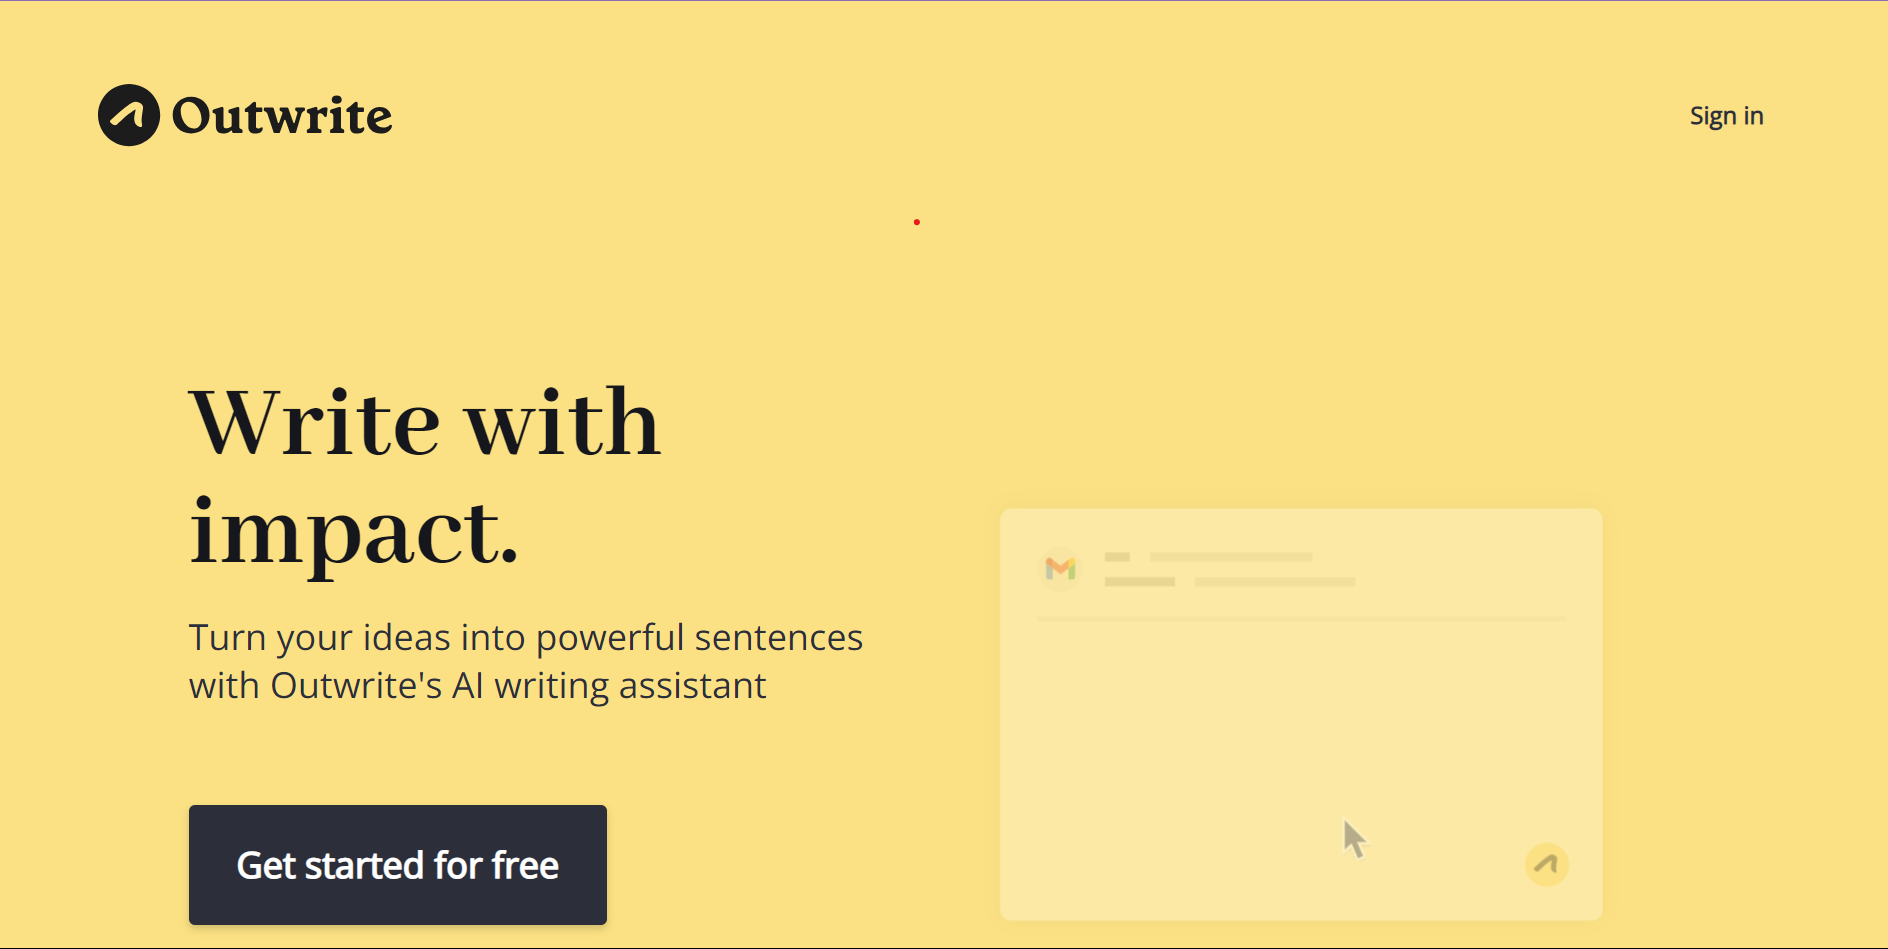 Outwrite
Sign in
Write with
impact.
Turn your ideas into powerful sentences
with Outwrite's AI writing assistant
Get started for free